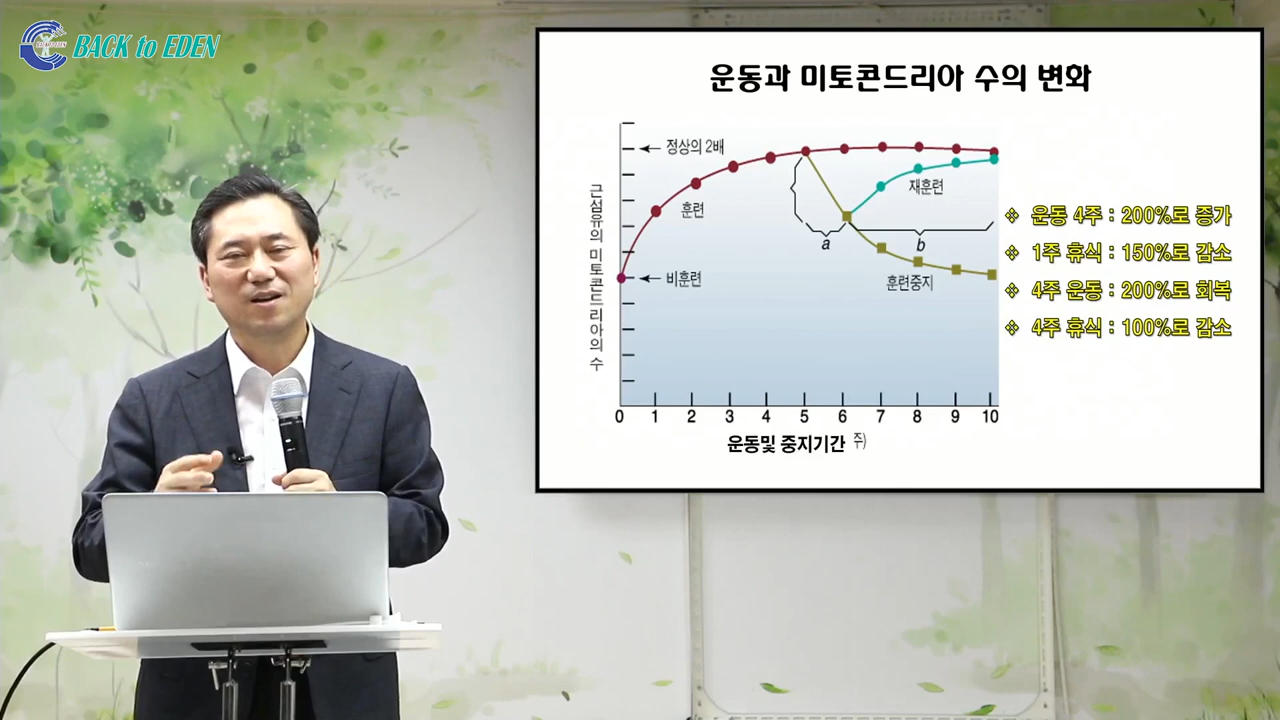 BACK to EDEN
운동과 미토콘드리아 수의 변화
정상의 2배
훈련
비훈련
재훈련
훈련중지
a
b
근섬유의 미토콘드리아의 수
0 1 2 3 4 5 6 7 8 9 10
운동및 중지기간 주)
❖ 운동 4주 : 200%로 증가
❖ 1주 휴식 : 150%로 감소
❖ 4주 운동 : 200%로 회복
❖ 4주 휴식 : 100%로 감소